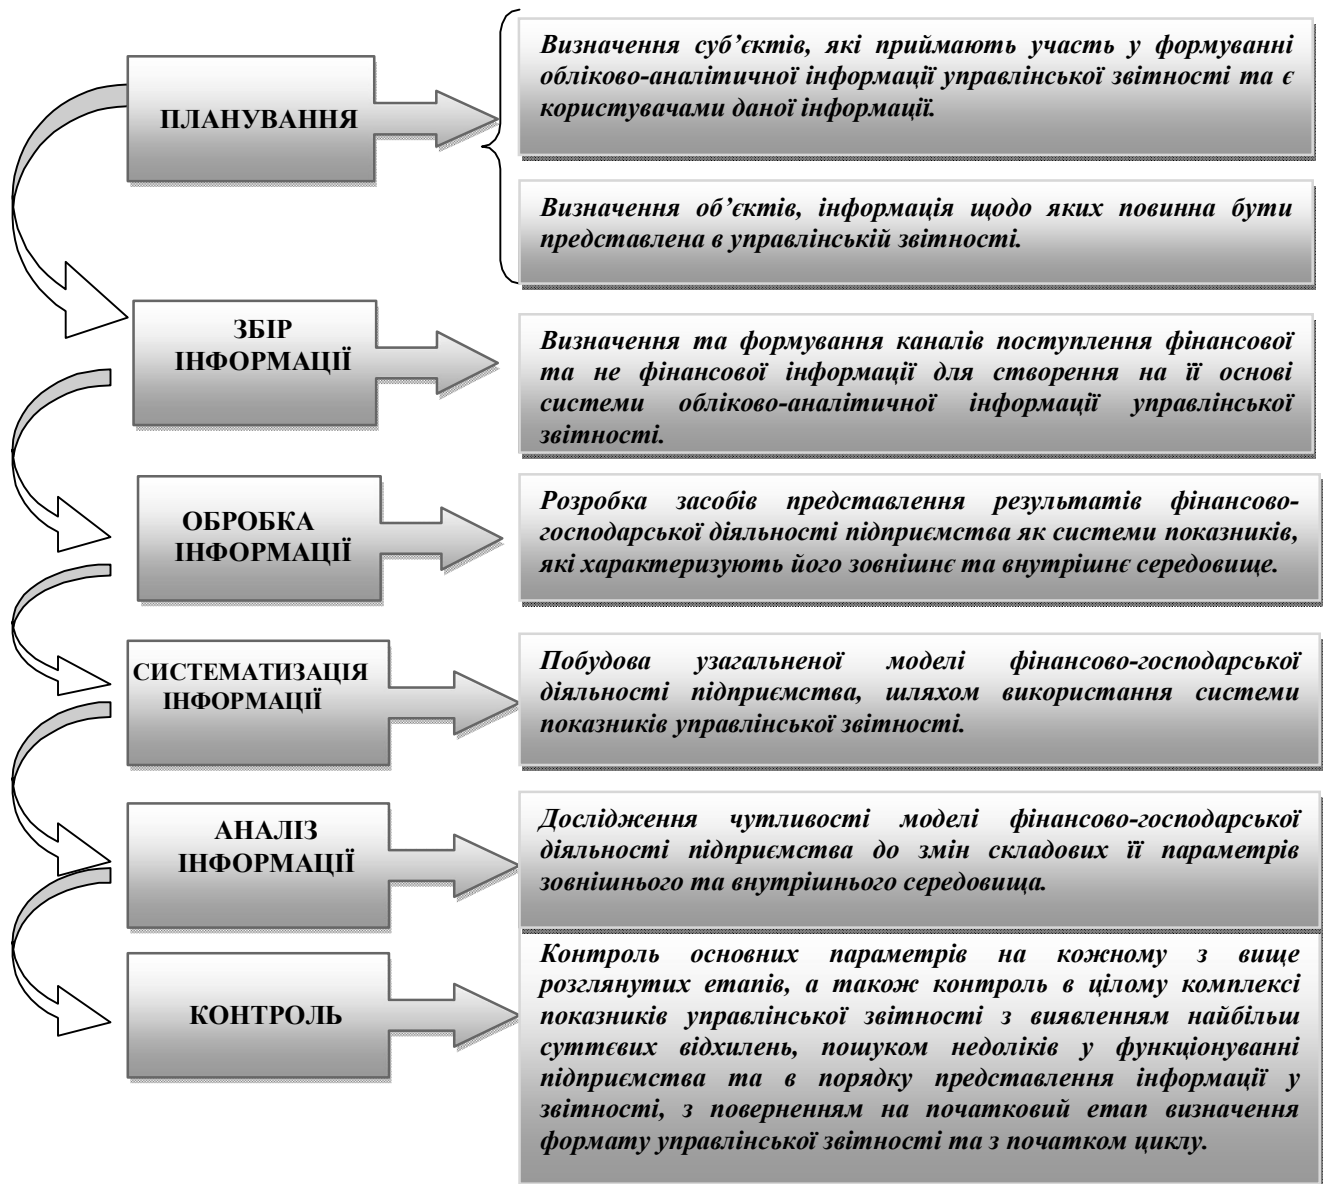 ПЛАНУВАННЯ
Визначення суб’єктів, які приймають участь у формуванні
обліково-аналітичної інформації управлінської звітності та є
користувачами даної інформації.
Визначення об’єктів, інформація щодо яких повинна бути
представлена в управлінській звітності.
ЗБІР
ІНФОРМАЦІЇ
Визначення та формування каналів поступлення фінансової
та не фінансової інформації для створення на її основі
системи обліково-аналітичної інформації управлінської
звітності.
ОБРОБКА
ІНФОРМАЦІЇ
Розробка засобів представлення результатів фінансово-
господарської діяльності підприємства як системи показників,
які характеризують його зовнішнє та внутрішнє середовище.
СИСТЕМАТИЗАЦІЯ
ІНФОРМАЦІЇ
Побудова узагальненої моделі фінансово-господарської
діяльності підприємства, шляхом використання системи
показників управлінської звітності.
АНАЛІЗ
ІНФОРМАЦІЇ
Дослідження чутливості моделі фінансово-господарської
діяльності підприємства до змін складових її параметрів
зовнішнього та внутрішнього середовища.
КОНТРОЛЬ
Контроль основних параметрів на кожному з вище
розглянутих етапів, а також контроль в цілому комплексі
показників управлінської звітності з виявленням найбільш
суттєвих відхилень, пошуком недоліків у функціонуванні
підприємства та в порядку представлення інформації у
звітності, з поверненням на початковий етап визначення
формату управлінської звітності та з початком циклу.